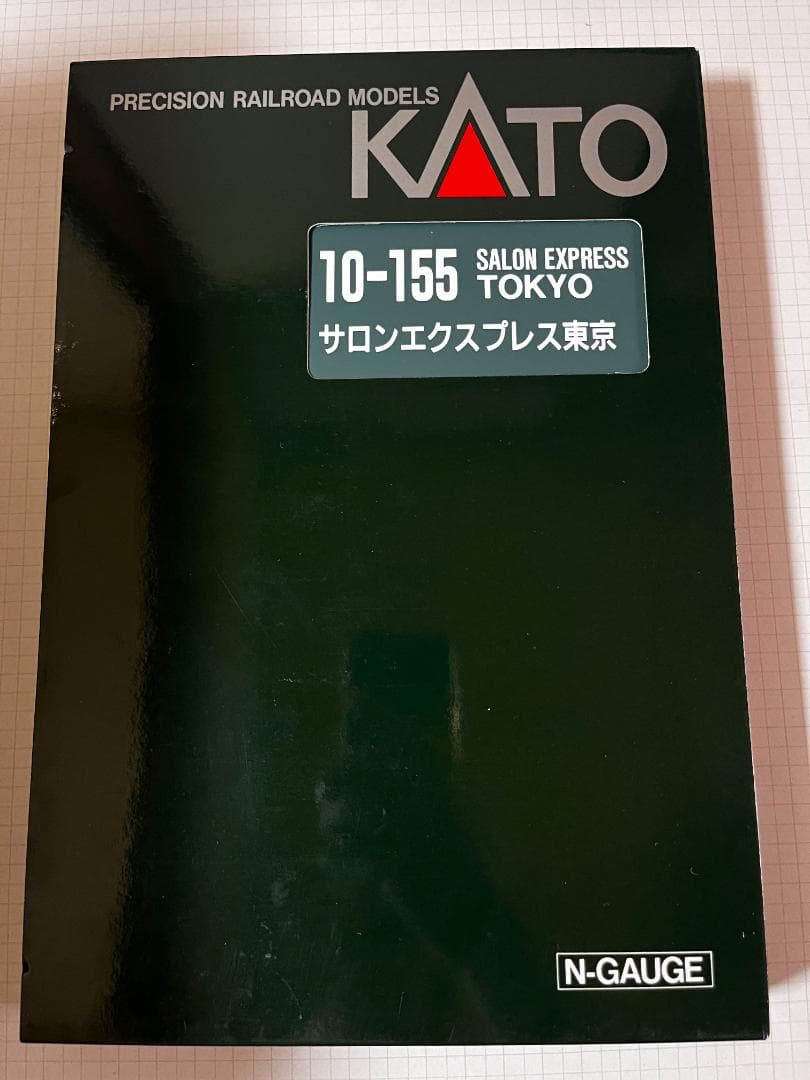 PRECISION RAILROAD MODELS
KATO
10-155 SALON EXPRESS
TOKYO
サロンエクスプレス東京
N-GAUGE